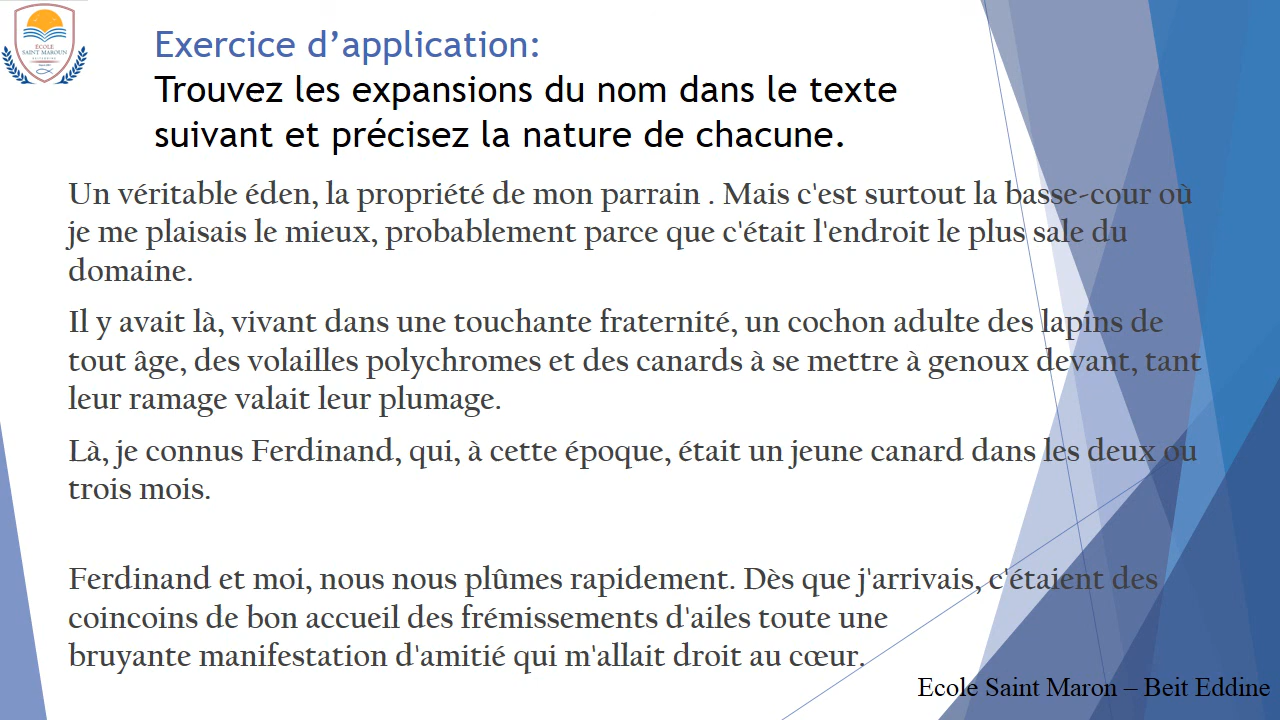 ÉCOLE
SAINT MAROUN
Exercice d’application:
Trouvez les expansions du nom dans le texte
suivant et précisez la nature de chacune.
Un véritable éden, la propriété de mon parrain . Mais c'est surtout la basse-cour où
je me plaisais le mieux, probablement parce que c'était l'endroit le plus sale du
domaine.
Il y avait là, vivant dans une touchante fraternité, un cochon adulte des lapins de
tout âge, des volailles polychromes et des canards à se mettre à genoux devant, tant
leur ramage valait leur plumage.
Là, je connus Ferdinand, qui, à cette époque, était un jeune canard dans les deux ou
trois mois.
Ferdinand et moi, nous nous plûmes rapidement. Dès que j'arrivais, c'étaient des
coincoins de bon accueil des frémissements d'ailes toute une
bruyante manifestation d'amitié qui m'allait droit au cœur.
Ecole Saint Maron – Beit Eddine